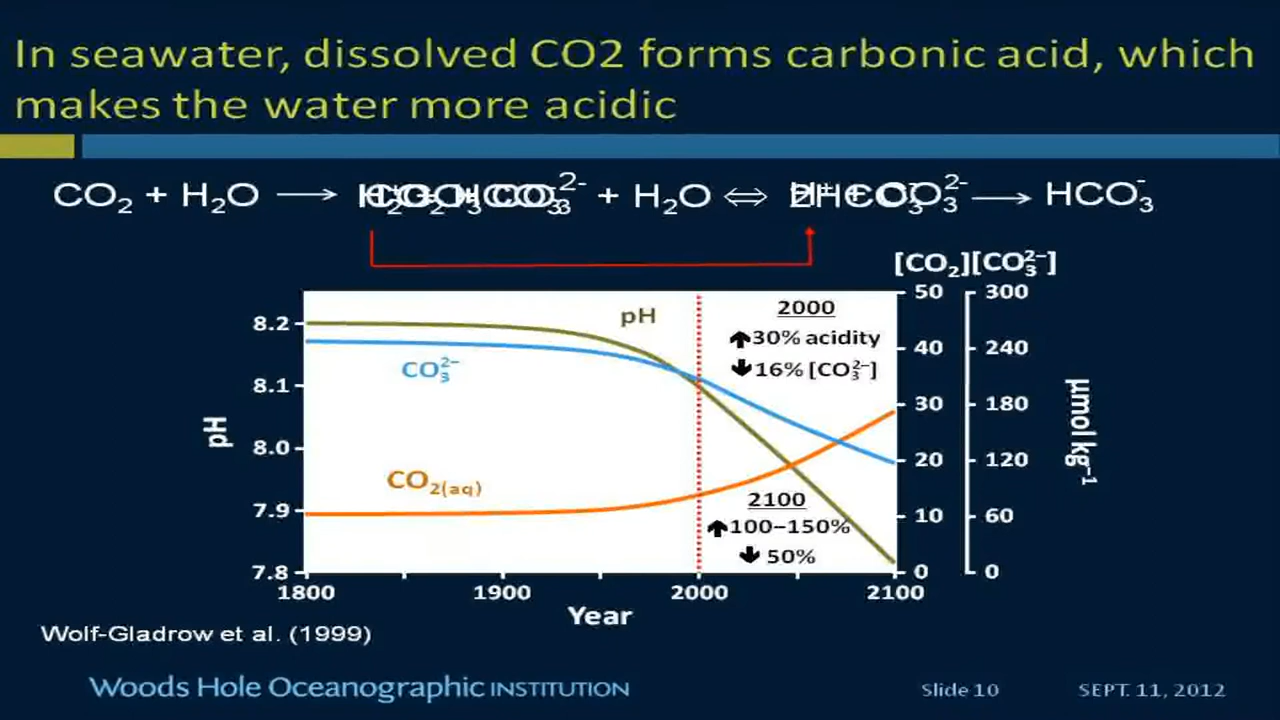 In seawater, dissolved CO2 forms carbonic acid, which
makes the water more acidic
CO₂ + H₂O ⟶ + H₂O ⇔ CO₃²⁻ ⟶ HCO₃⁻
[CO₂][CO₃²⁻]
pH
2000
🡅30% acidity
🡇16% [CO₃²⁻]
CO₃²⁻
CO₂(aq)
2100
🡅100–150%
🡇 50%
8.2
8.1
8.0
7.9
7.8
pH
50
40
30
20
10
0
300
240
180
120
60
0
μmol kg⁻¹
1800 1900 2000 2100
Year
Wolf-Gladrow et al. (1999)
Woods Hole Oceanographic INSTITUTION
Slide 10
SEPT. 11, 2012